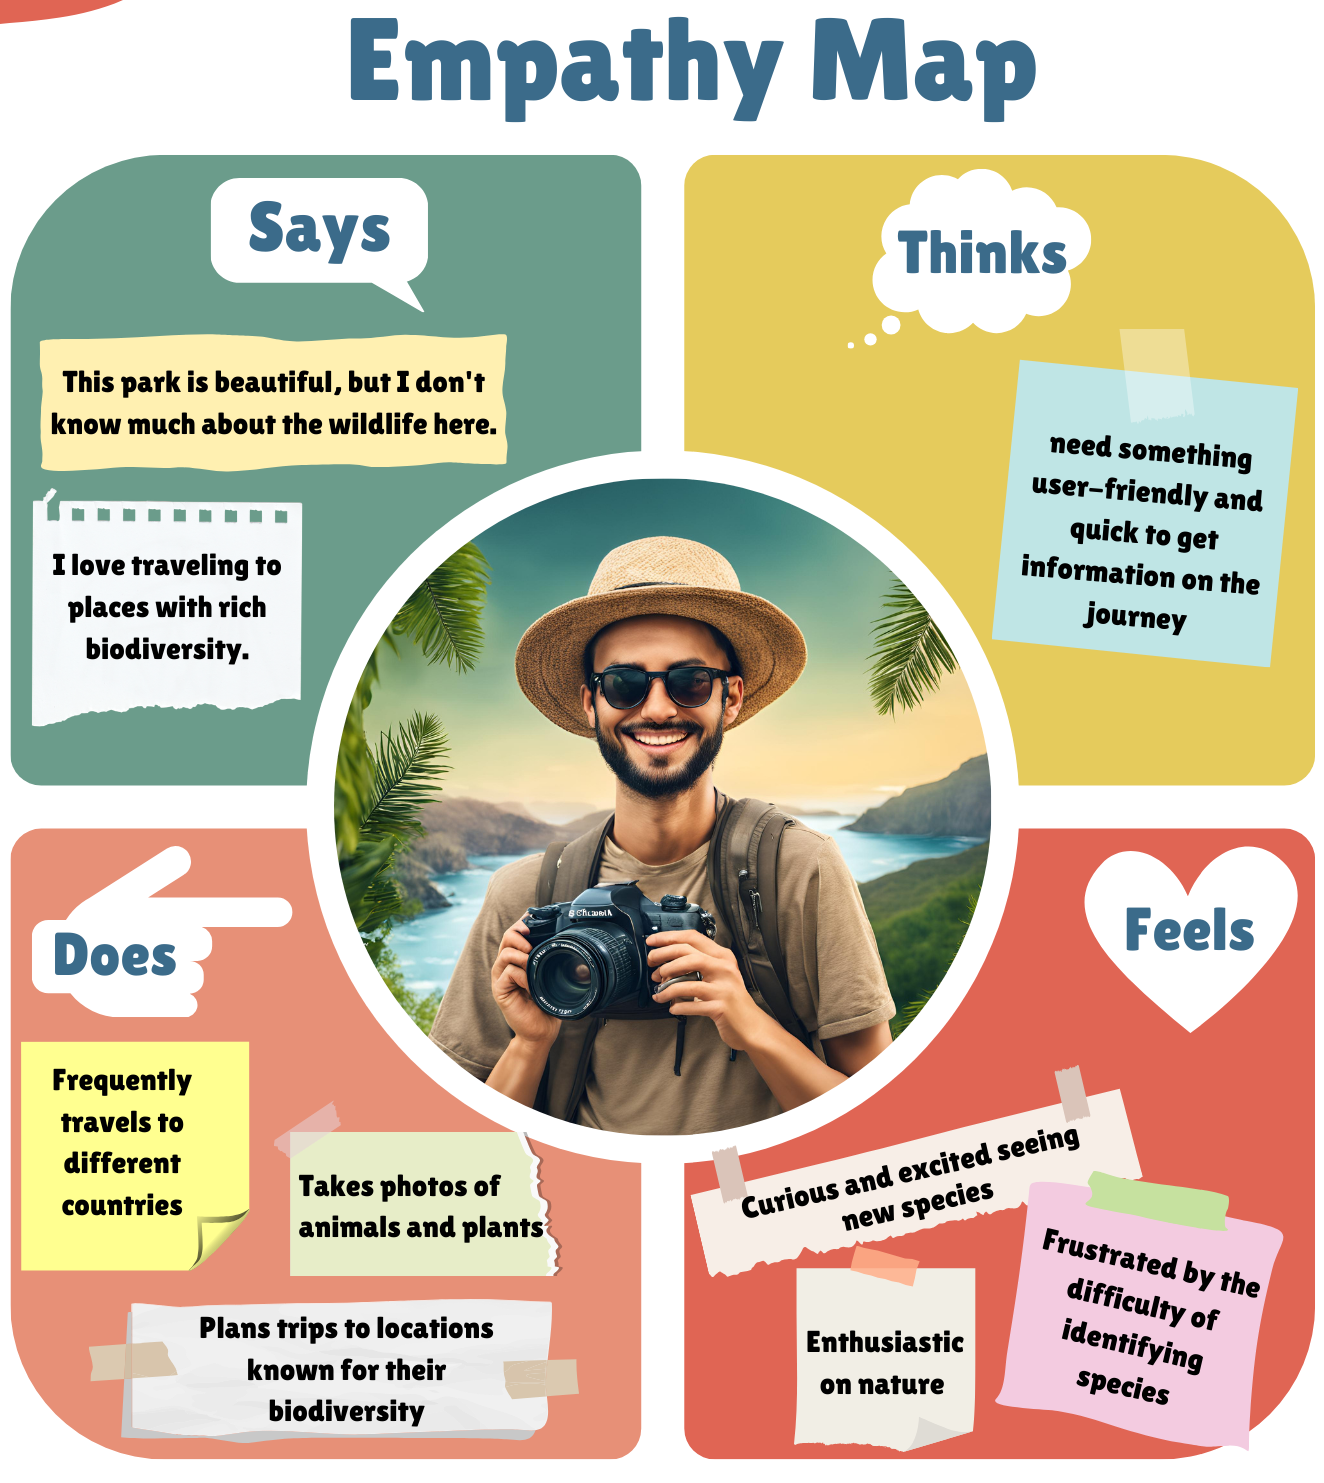 Empathy Map
Says
This park is beautiful, but I don't
know much about the wildlife here.
I love traveling to
places with rich
biodiversity.
Thinks
need something
user-friendly and
quick to get
information on the
journey
Does
Frequently
travels to
different
countries
Takes photos of
animals and plants
Plans trips to locations
known for their
biodiversity
Feels
Curious and excited seeing
new species
Enthusiastic
on nature
Frustrated by the
difficulty of
identifying
species